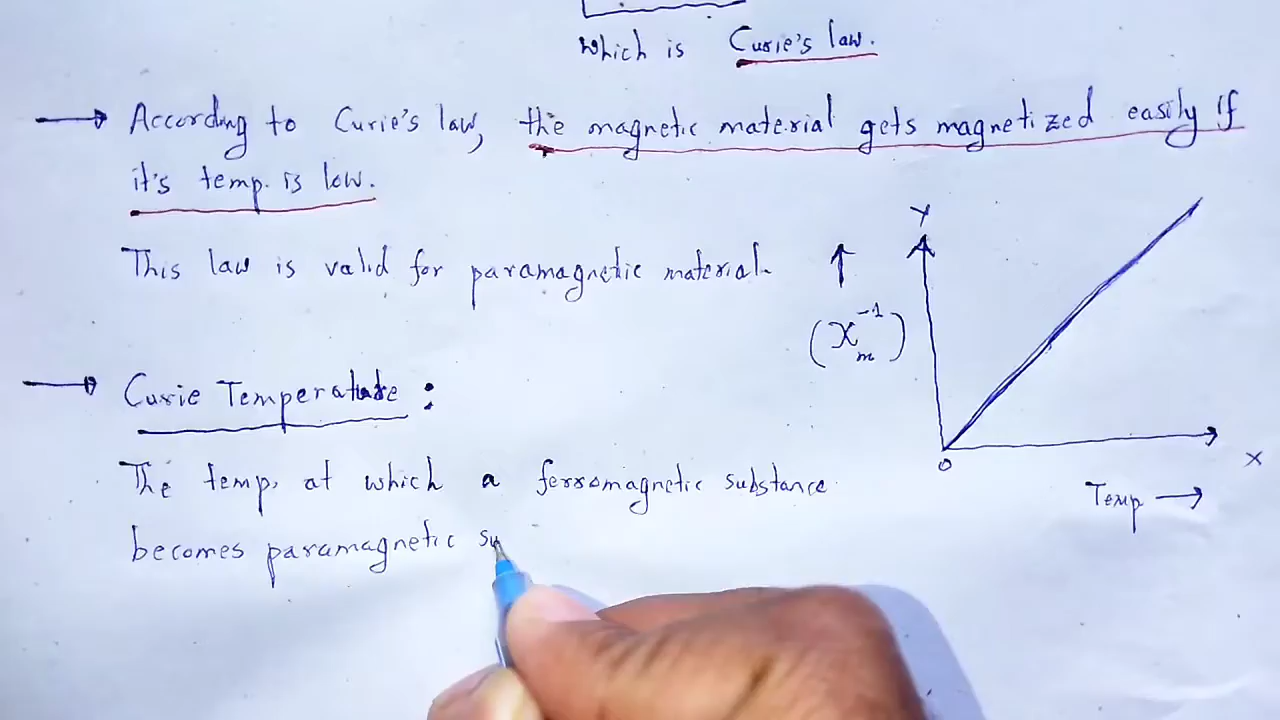 which is Curie's law.
According to Curie's law, the magnetic material gets magnetized easily if
it's temp. is low.
This law is valid for paramagnetic material.
Y
(χm⁻¹)
O
X
Temp
Curie Temperature :
The temp. at which a ferromagnetic substance
becomes paramagnetic su